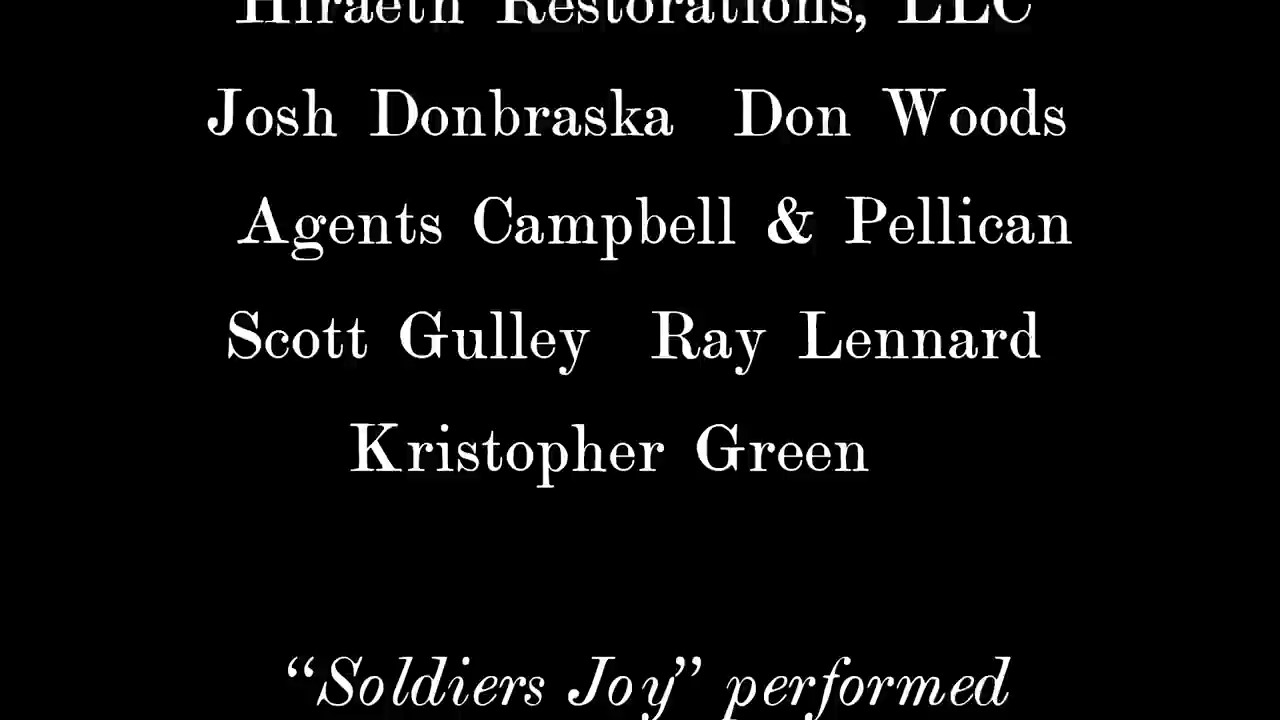 Hiraeth Restorations, LLC
Josh Donbraska Don Woods
Agents Campbell & Pellican
Scott Gulley Ray Lennard
Kristopher Green
“Soldiers Joy” performed